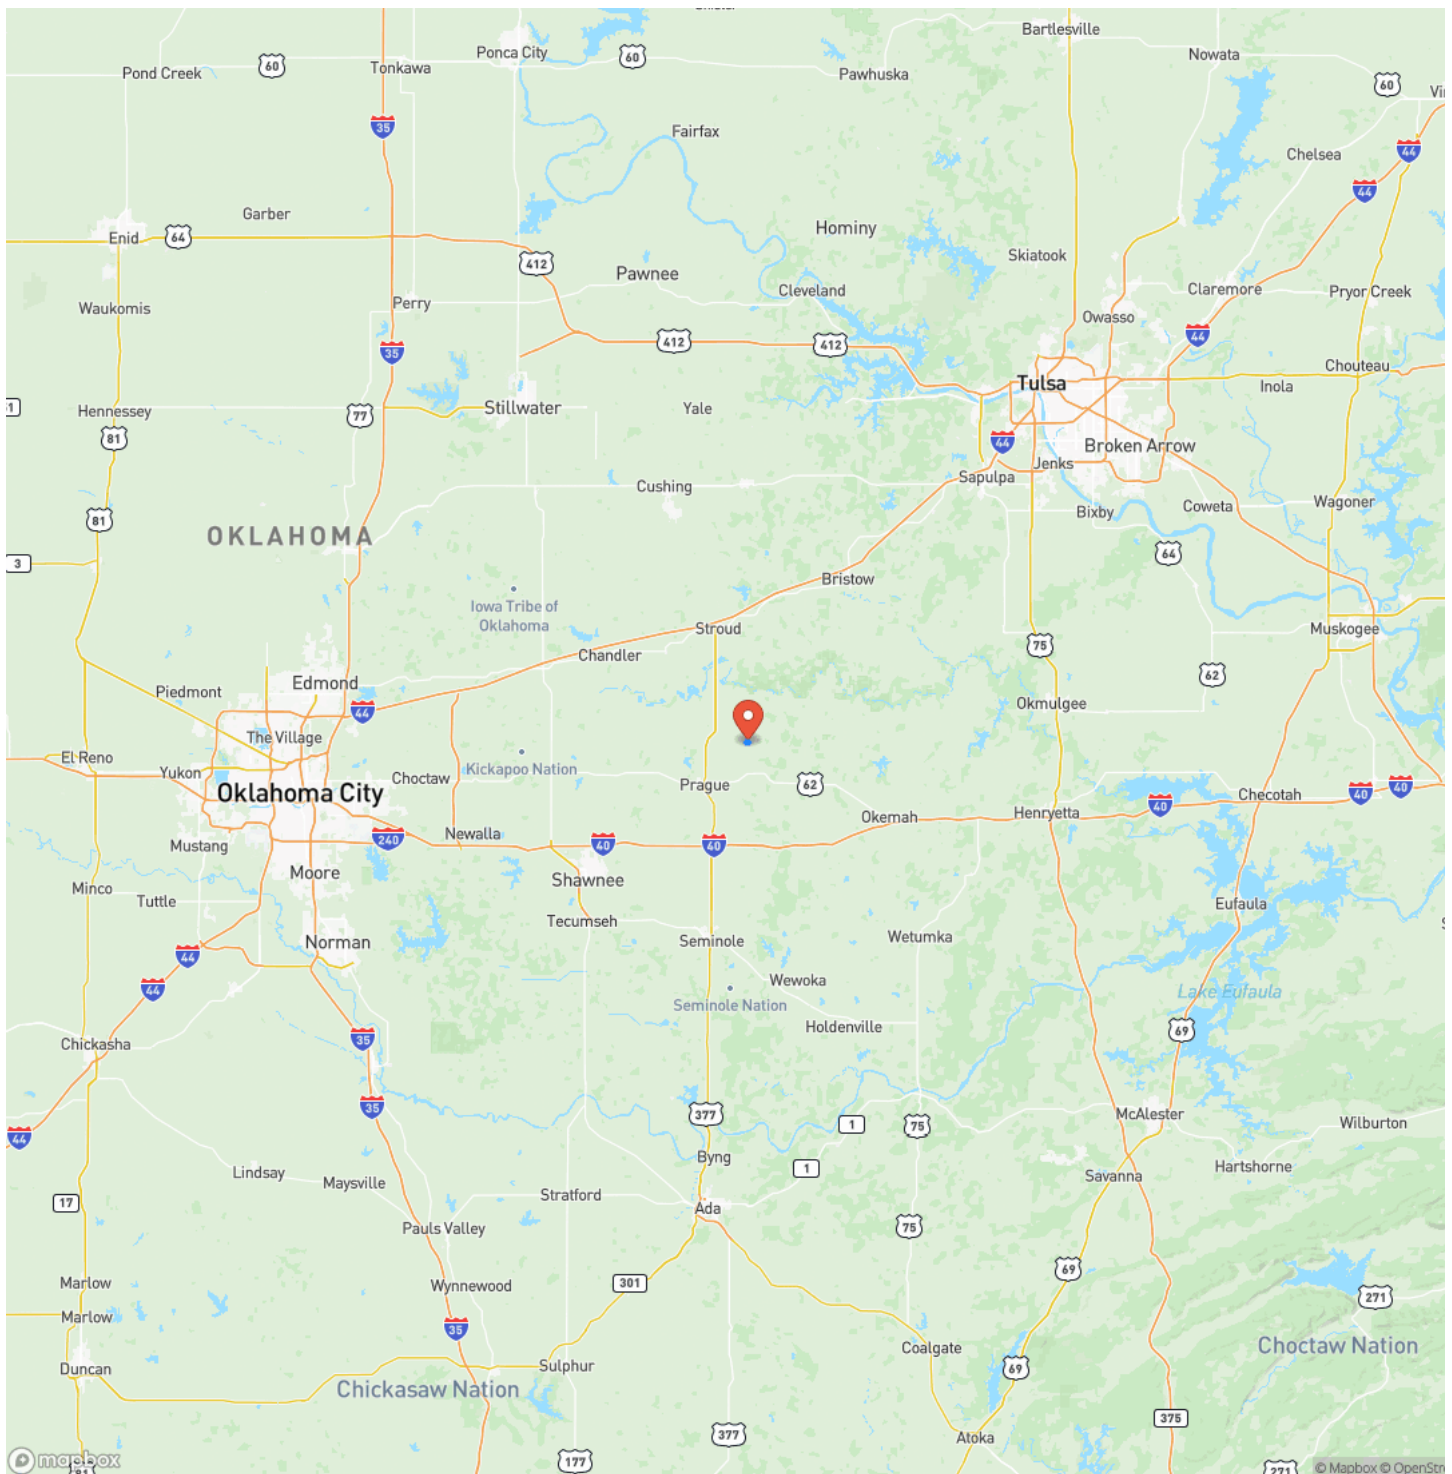 Ponca City
Bartlesville
Nowata
Pond Creek
60
Tonkawa
60
Pawhuska
60
35
Fairfax
44
Chelsea
44
Garber
Enid
64
Hominy
412
Skiatook
Pawnee
Waukomis
Perry
Cleveland
Claremore
Pryor Creek
Owasso
35
412
412
44
Tulsa
Chouteau
Inola
Hennessey
77
Stillwater
Yale
81
44
Broken Arrow
Jenks
Sapulpa
Cushing
Wagoner
Coweta
Bixby
81
OKLAHOMA
64
3
Bristow
Iowa Tribe of
Oklahoma
Stroud
Muskogee
75
Chandler
62
Edmond
Piedmont
44
Okmulgee
The Village
El Reno
Yukon
Kickapoo Nation
Choctaw
Prague
62
Oklahoma City
40
40
40
Checotah
Okemah
Henryetta
Newalla
240
40
40
Mustang
Moore
Shawnee
Minco
Tuttle
Eufaula
Tecumseh
Norman
Seminole
Wetumka
44
Wewoka
44
Lake Eufaula
Seminole Nation
Holdenville
69
35
Chickasha
35
377
McAlester
75
1
44
Wilburton
Byng
1
Hartshorne
Lindsay
Maysville
Savanna
17
Stratford
Ada
Pauls Valley
75
69
Marlow
Wynnewood
301
271
Marlow
35
Coalgate
Choctaw Nation
Duncan
Sulphur
69
Chickasaw Nation
375
377
Atoka
mapbox
177
271
81
© Mapbox © OpenStr